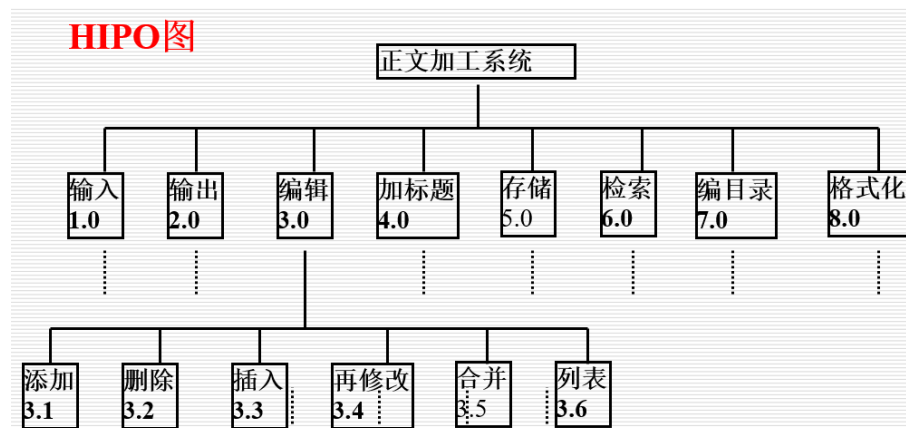 HIPO图
正文加工系统
输入 输出 编辑 加标题 存储 检索 编目录 格式化
1.0 2.0 3.0 4.0 5.0 6.0 7.0 8.0
添加 删除 插入 再修改 合并 列表
3.1 3.2 3.3 3.4 3.5 3.6